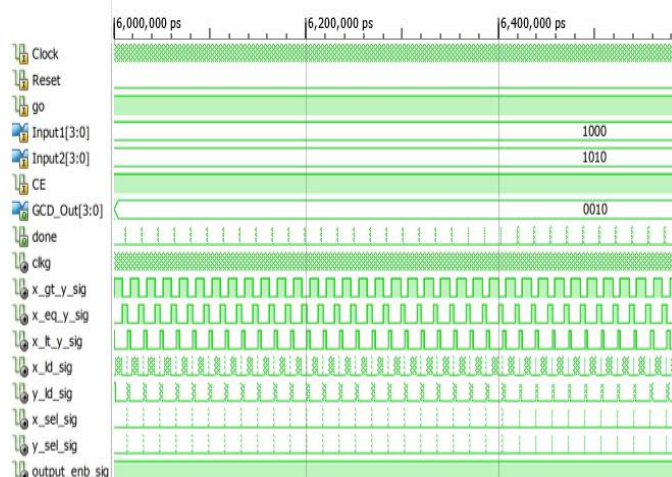 6,000,000 ps 6,200,000 ps 6,400,000 ps
Clock
Reset
go
Input1[3:0] 1000
Input2[3:0] 1010
CE
GCD_Out[3:0] 0010
done
clkg
x_gt_y_sig
x_eq_y_sig
x_lt_y_sig
x_ld_sig
y_ld_sig
x_sel_sig
y_sel_sig
output_enb_sig